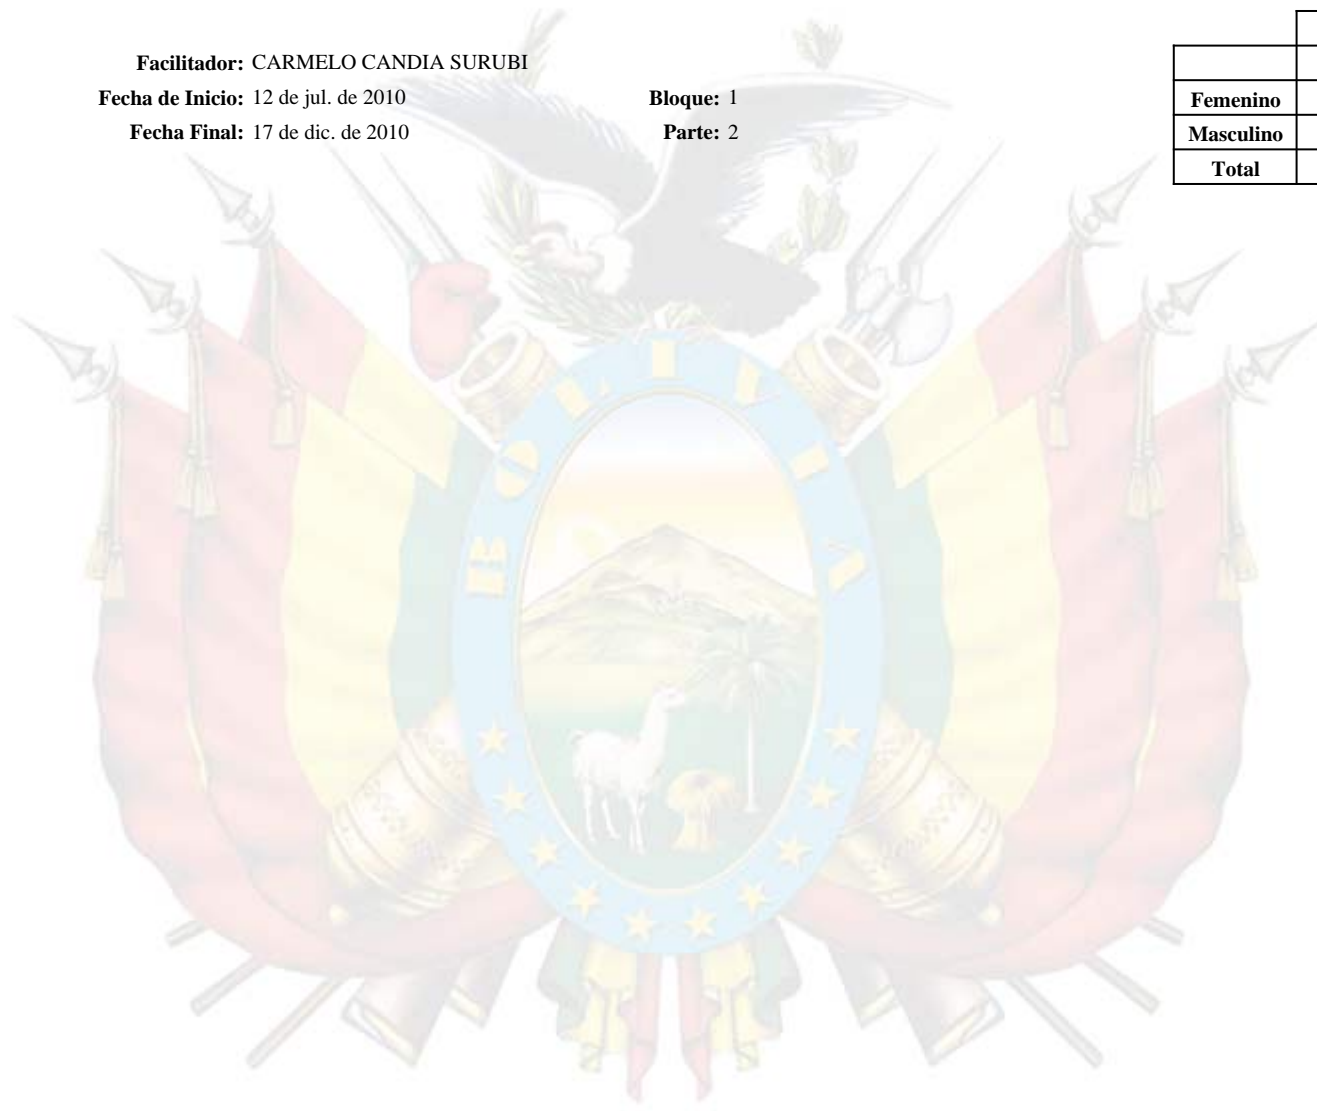 Facilitador: CARMELO CANDIA SURUBI
Fecha de Inicio: 12 de jul. de 2010 Bloque: 1
Fecha Final: 17 de dic. de 2010 Parte: 2
Femenino
Masculino
Total
BOLIVIA